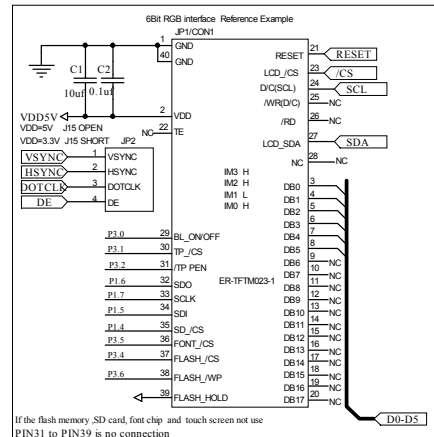 6Bit RGB interface Reference Example
JP1/CON1
1 GND
40 GND
C1 C2
10uf 0.1uf
VDD5V
2 VDD
VDD=5V J15 OPEN
22 TE
NC
VDD=3.3V J15 SHORT JP2
VSYNC 1 VSYNC
HSYNC 2 HSYNC
DOTCLK 3 DOTCLK
DE 4 DE
P3.0 29 BL_ON/OFF
P3.1 30 TP_/CS
P3.2 31 /TP PEN
P1.6 32 SDO
P1.7 33 SCLK
P1.5 34 SDI
P1.4 35 SD_/CS
P3.5 36 FONT_/CS
P3.4 37 FLASH_/CS
P3.6 38 FLASH_/WP
39 FLASH_HOLD
IM3 H
IM2 H
IM1 L
IM0 H
ER-TFTM023-1
RESET 21 RESET
LCD_/CS 23 /CS
D/C(SCL) 24 SCL
/WR(D/C) 25 NC
/RD 26 NC
LCD_SDA 27 SDA
NC 28 NC
DB0 3
DB1 4
DB2 5
DB3 6
DB4 7
DB5 8
DB6 9 NC
DB7 10 NC
DB8 11 NC
DB9 12 NC
DB10 13 NC
DB11 14 NC
DB12 15 NC
DB13 16 NC
DB14 17 NC
DB15 18 NC
DB16 19 NC
DB17 20 NC
D0-D5
If the flash memory ,SD card, font chip and touch screen not use
PIN31 to PIN39 is no connection